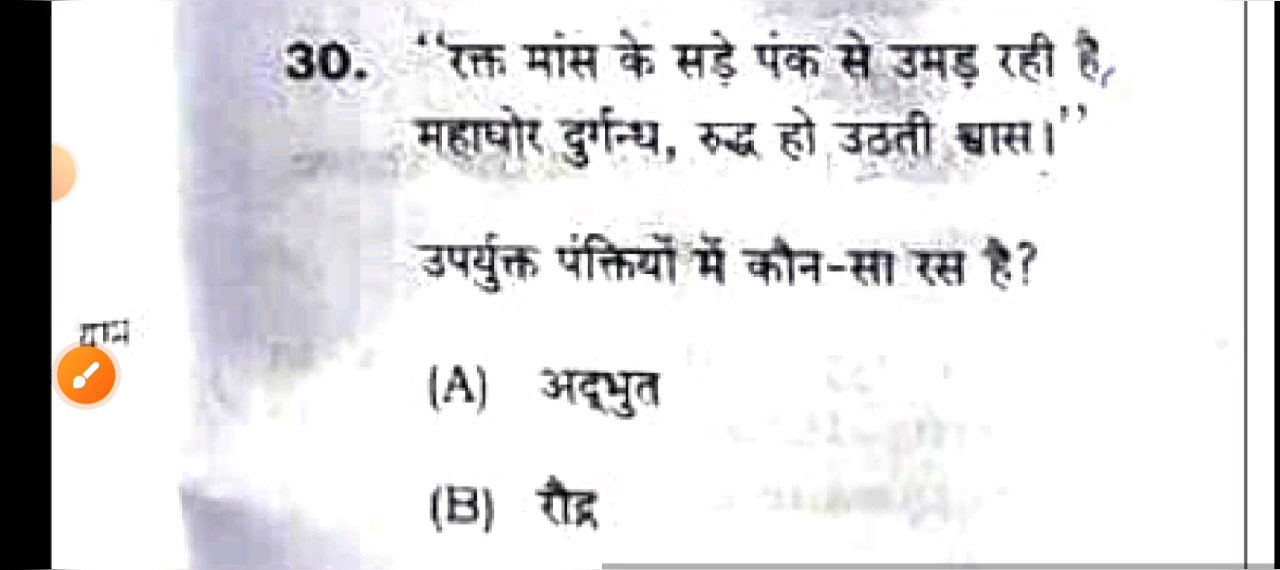 30. “रक्त मांस के सड़े पंक से उमड़ रही है,
महाघोर दुर्गन्ध, रुद्ध हो उठती श्वास।”
उपर्युक्त पंक्तियों में कौन-सा रस है?
(A) अद्भुत
(B) रौद्र